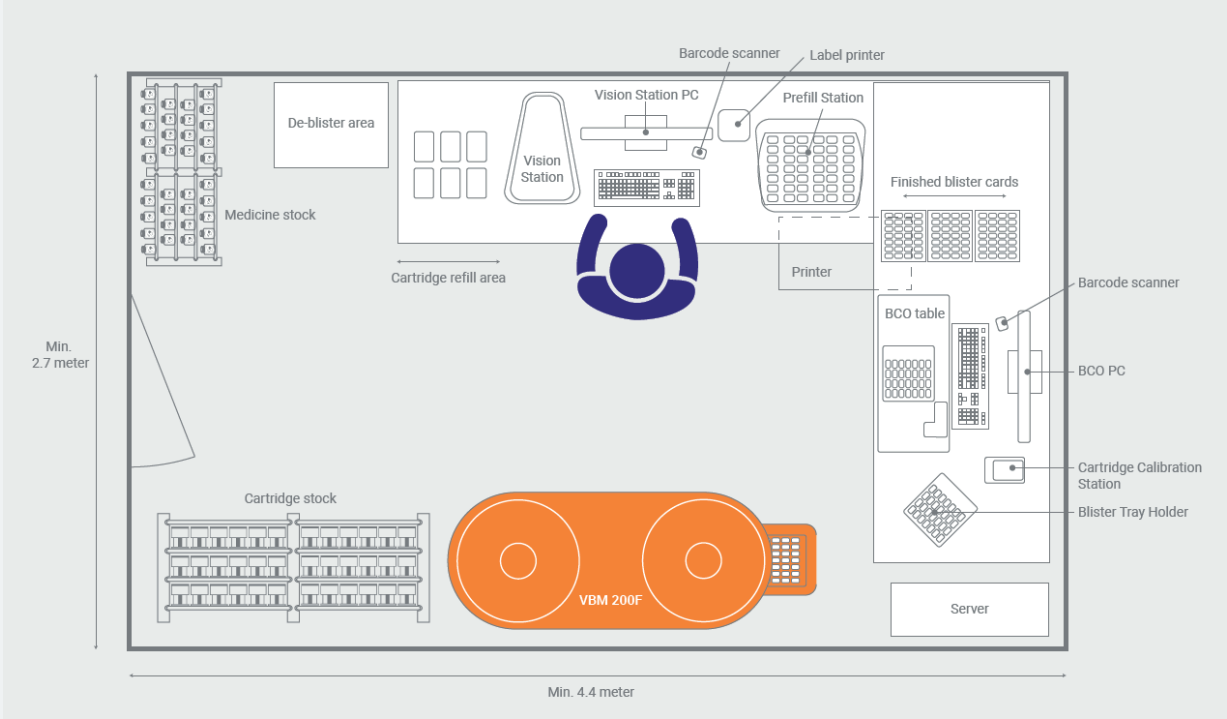 Barcode scanner
Label printer
Vision Station PC
Prefill Station
De-blister area
Vision
Station
Finished blister cards
Medicine stock
Cartridge refill area
Printer
Barcode scanner
BCO table
Min.
2.7 meter
BCO PC
Cartridge Calibration
Station
Cartridge stock
Blister Tray Holder
VBM 200F
Server
Min. 4.4 meter